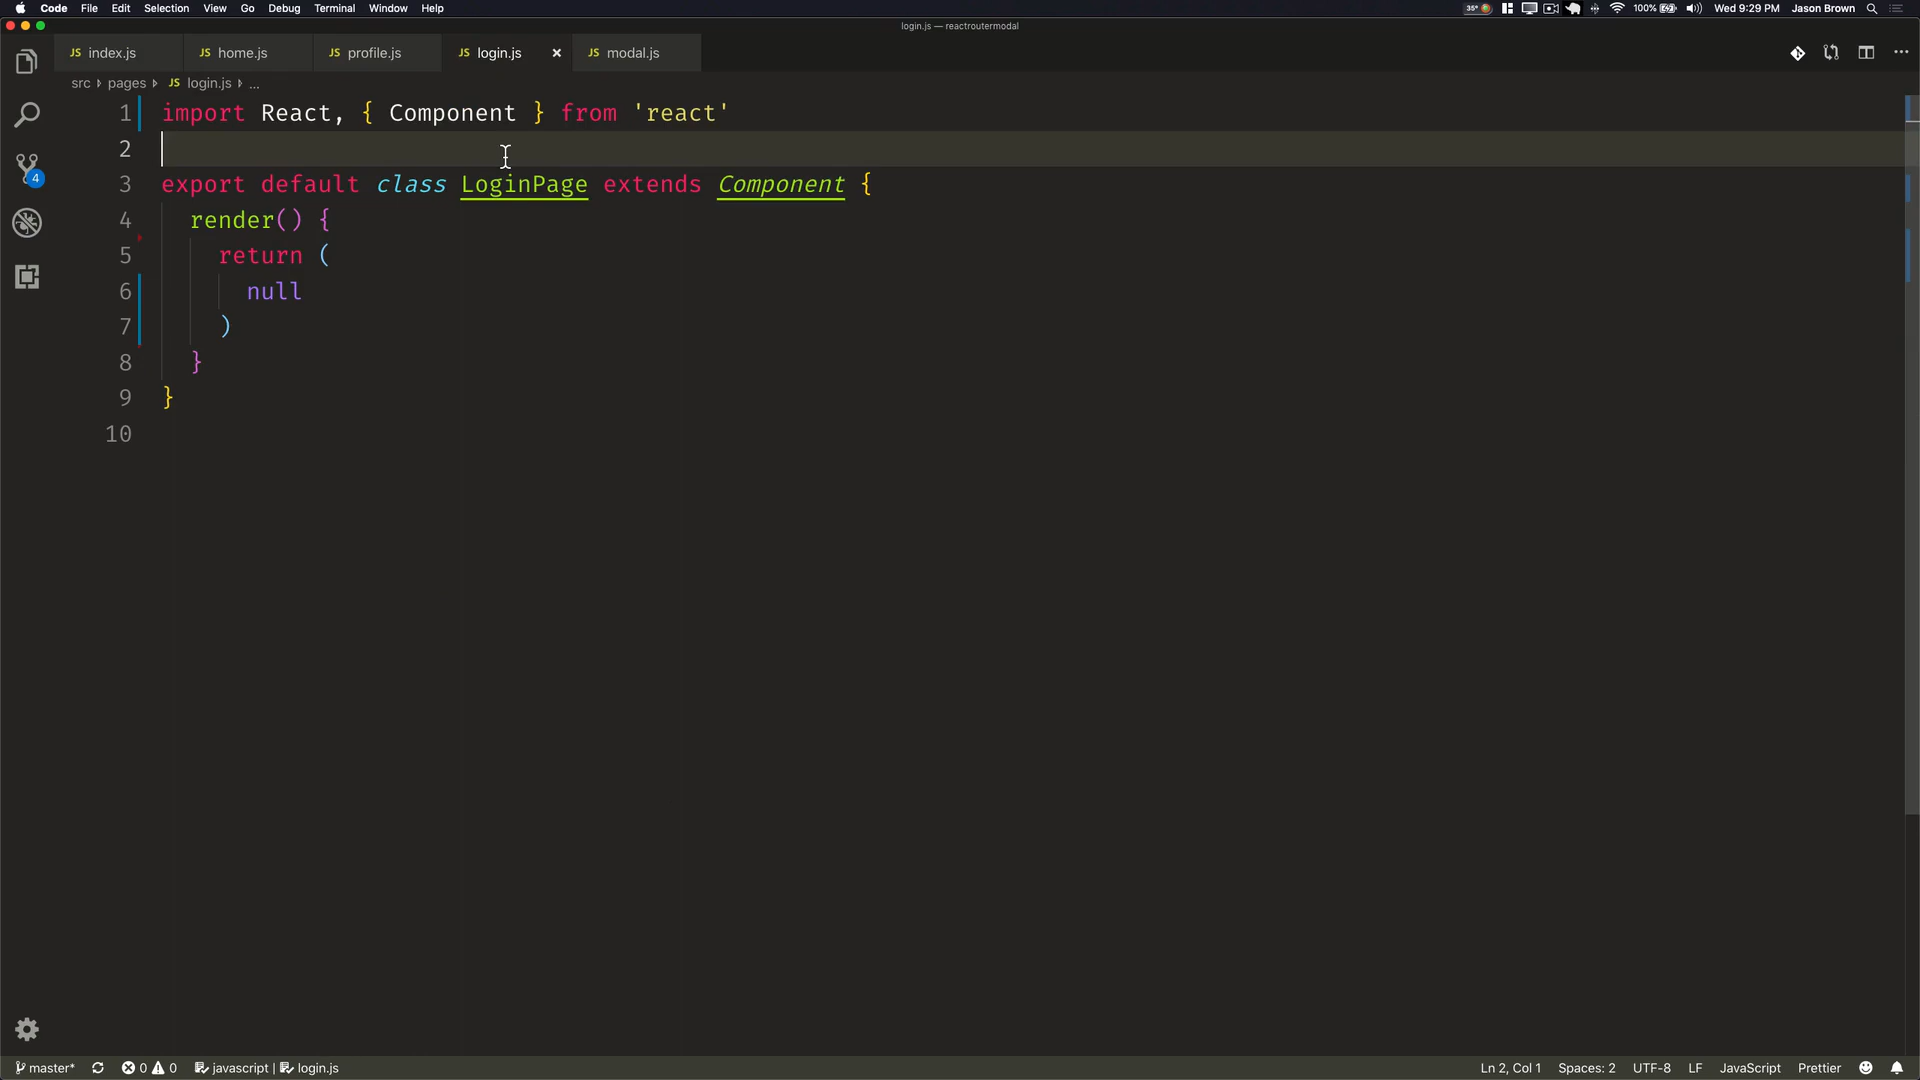 Code File Edit Selection View Go Debug Terminal Window Help 35° 100% Wed 9:29 PM Jason Brown
login.js — reactroutermodal
JS index.js JS home.js JS profile.js JS login.js × JS modal.js
src › pages › JS login.js › ...
1 import React, { Component } from 'react'
2
3 export default class LoginPage extends Component {
4 render() {
5 return (
6 null
7 )
8 }
9 }
10
4
master* 0 0 javascript | login.js Ln 2, Col 1 Spaces: 2 UTF-8 LF JavaScript Prettier